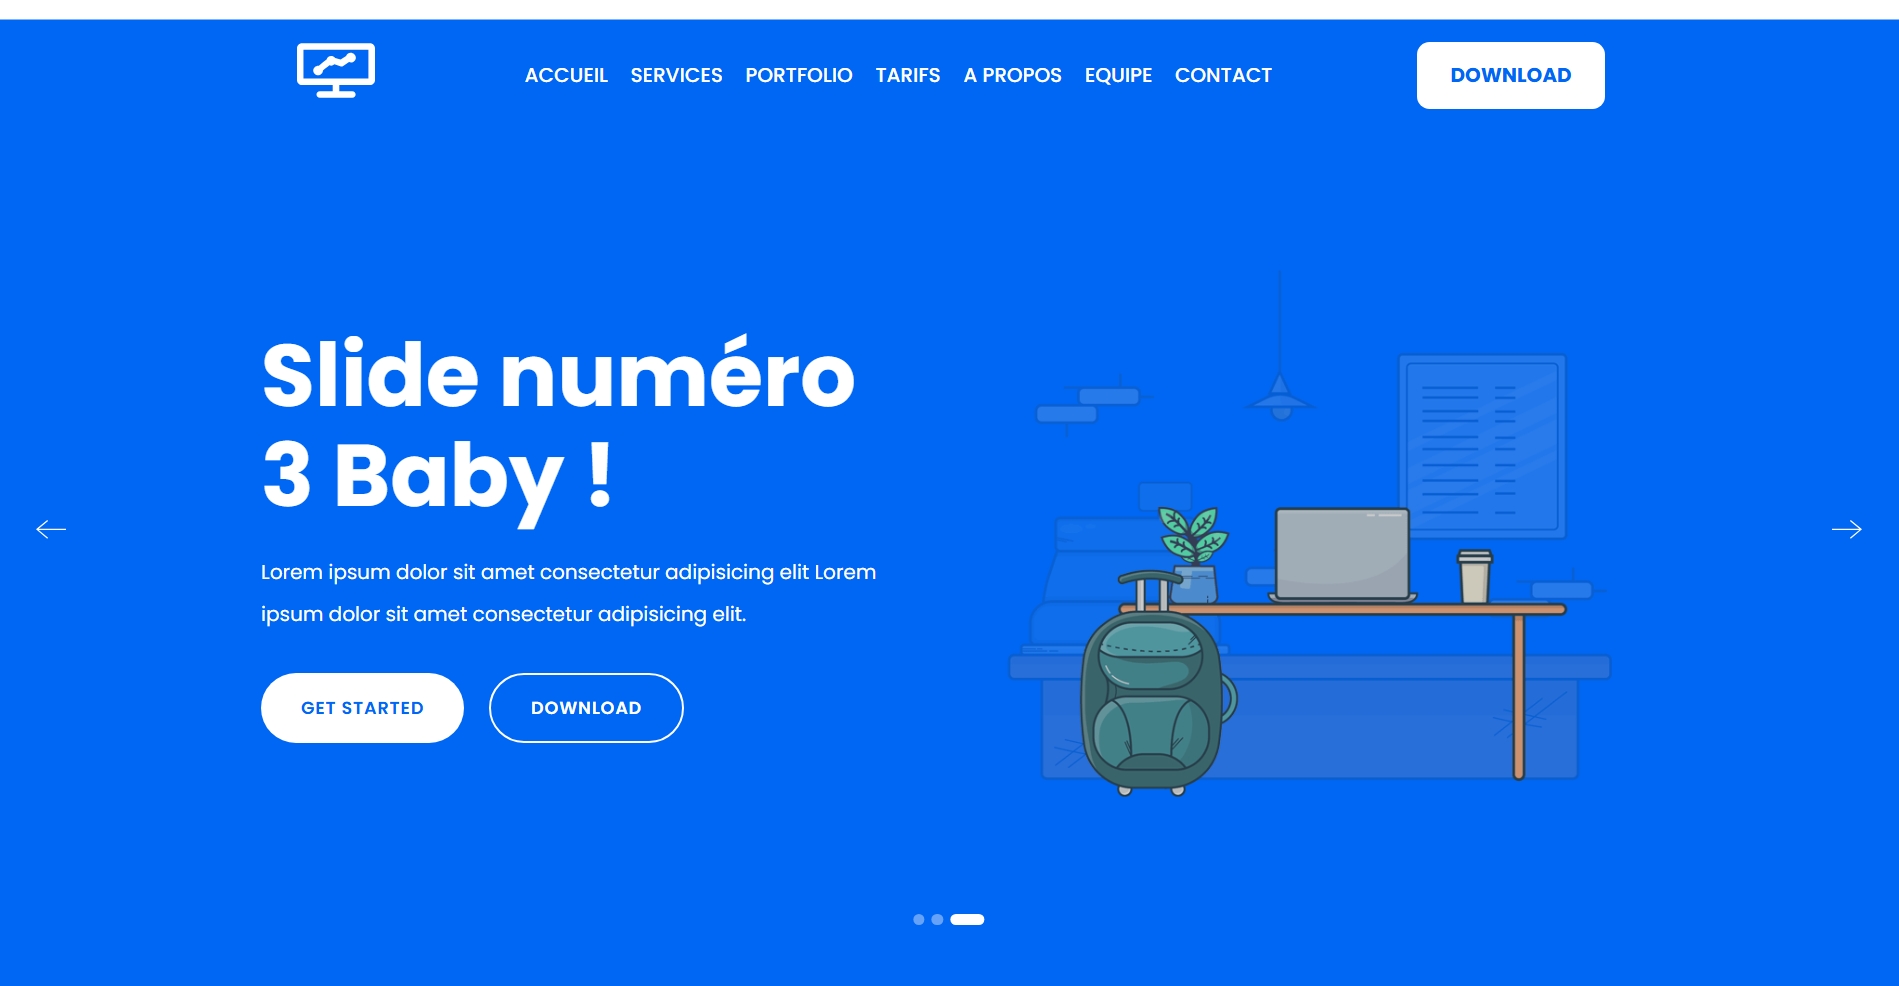 ACCUEIL SERVICES PORTFOLIO TARIFS A PROPOS EQUIPE CONTACT DOWNLOAD
Slide numéro
3 Baby !
Lorem ipsum dolor sit amet consectetur adipisicing elit Lorem
ipsum dolor sit amet consectetur adipisicing elit.
GET STARTED DOWNLOAD